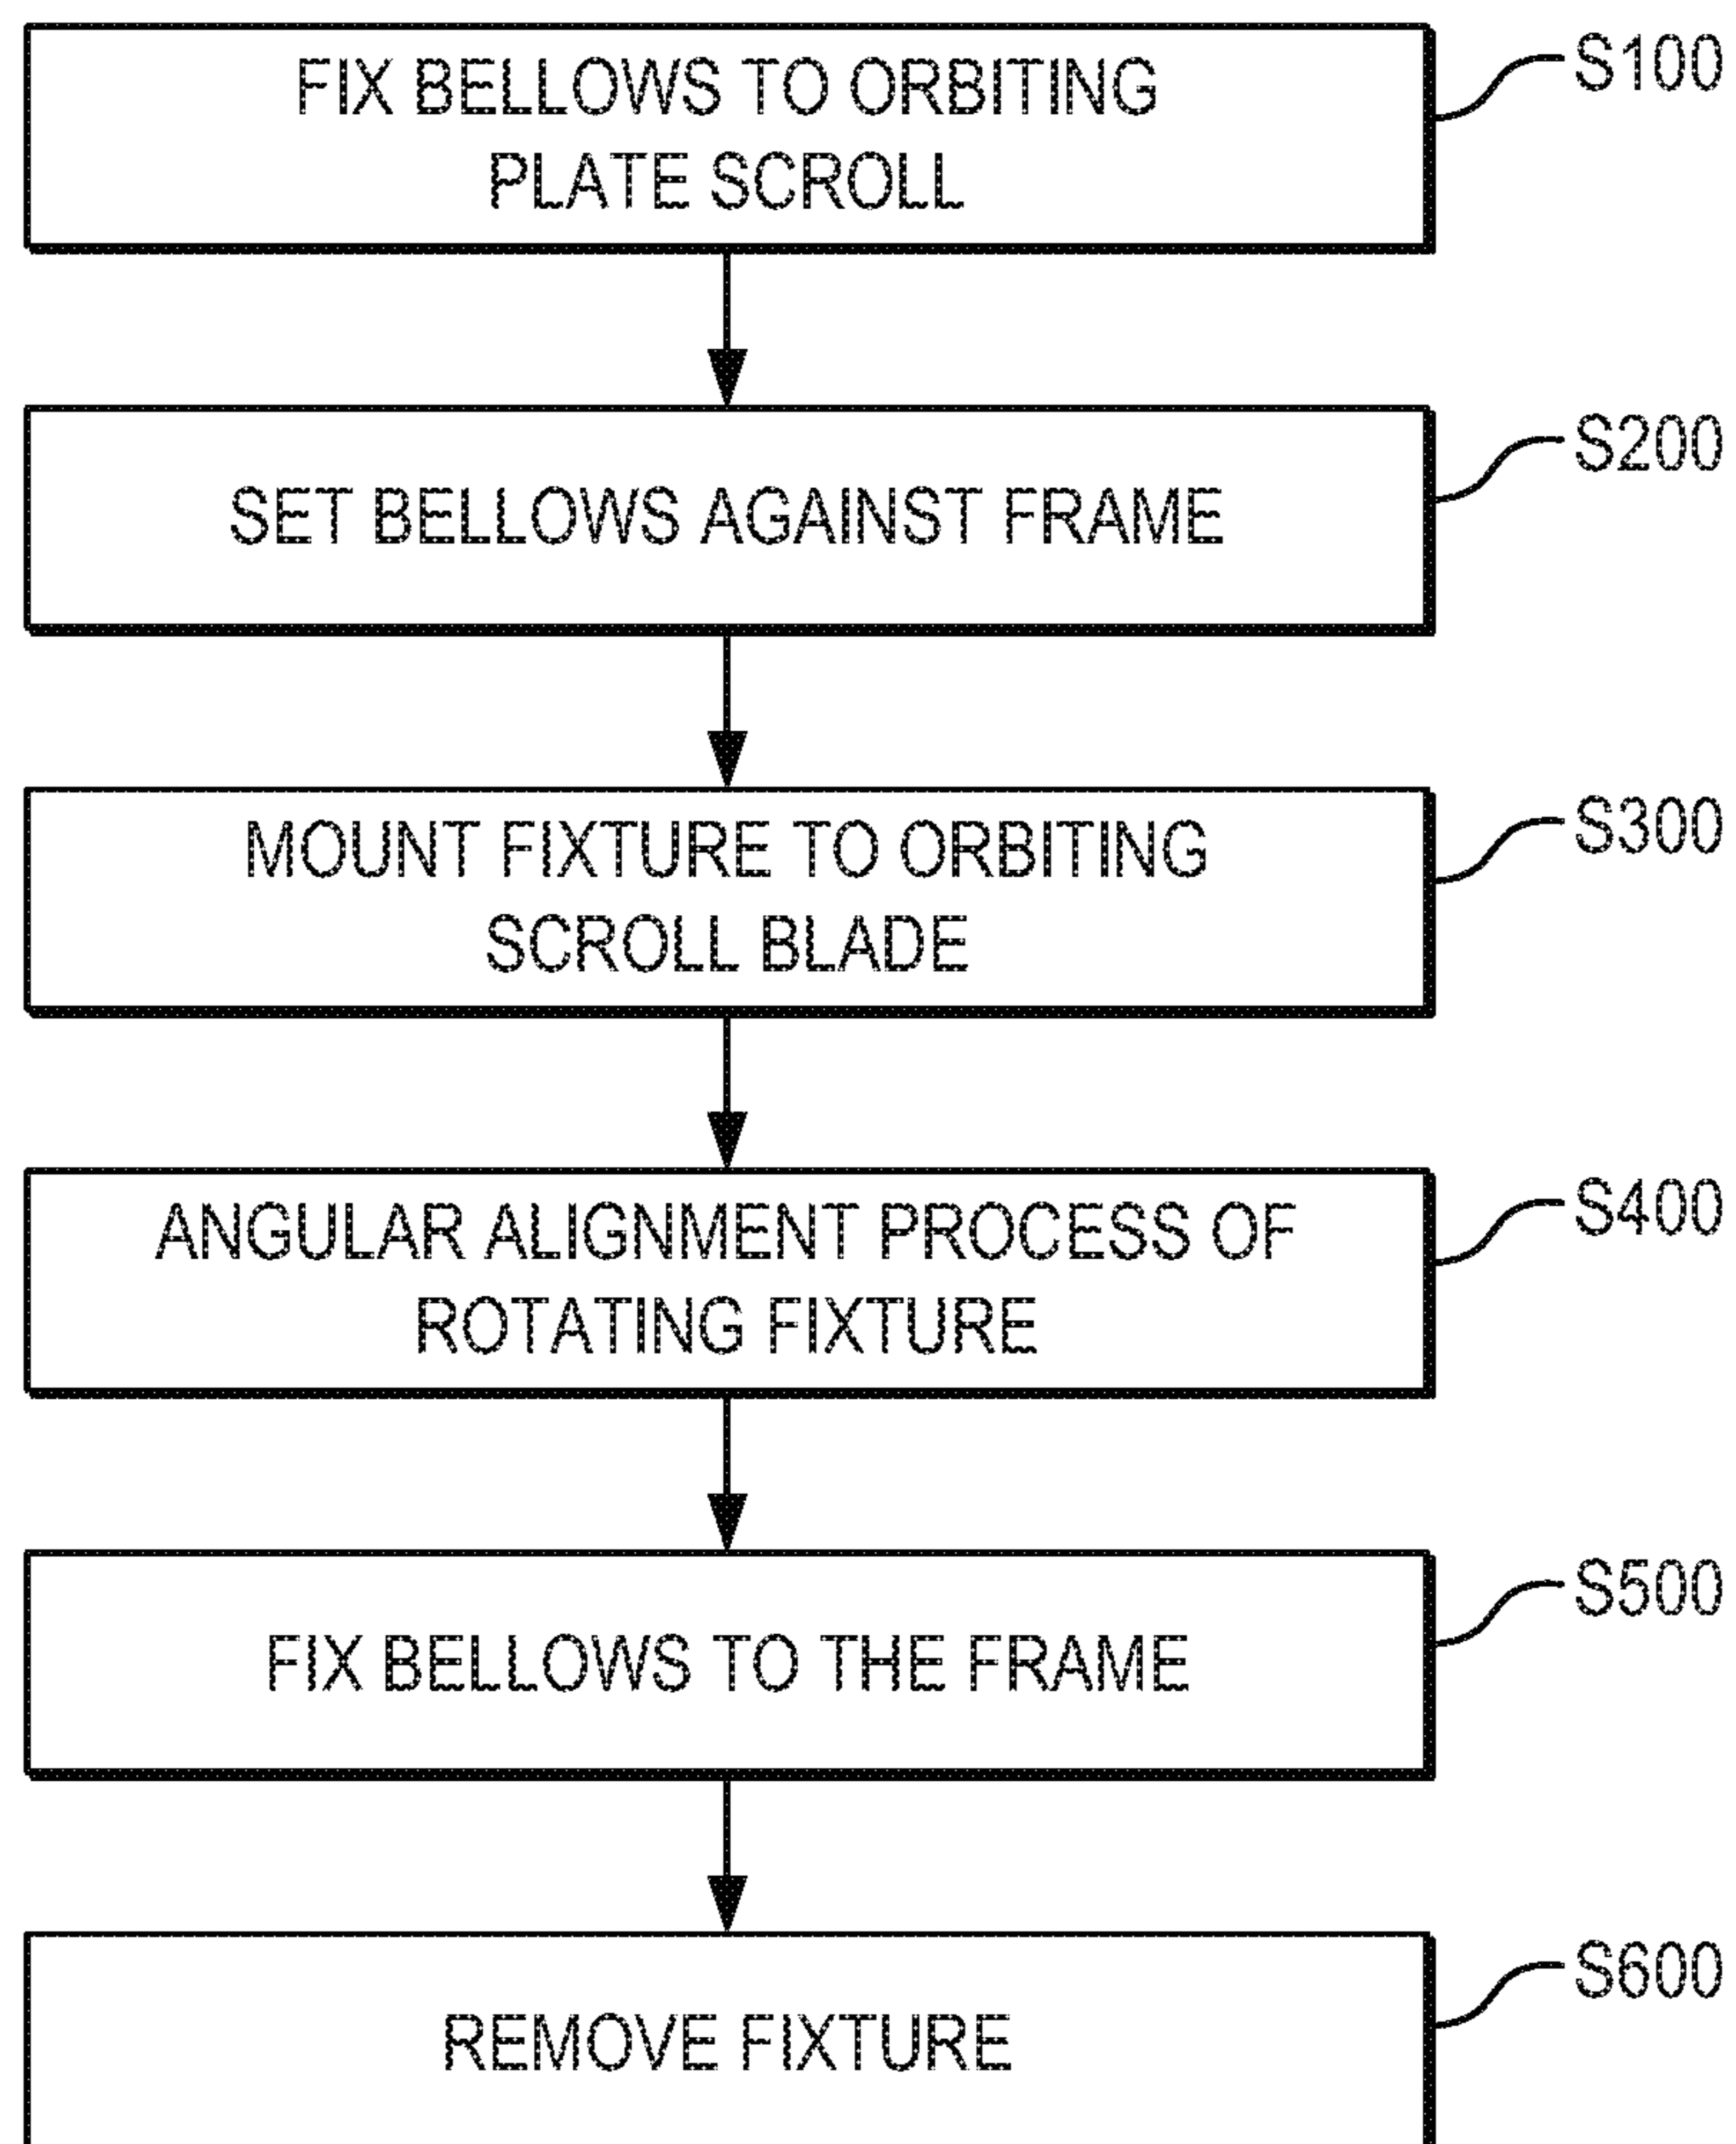 FIX BELLOWS TO ORBITING
PLATE SCROLL
S100
SET BELLOWS AGAINST FRAME
S200
MOUNT FIXTURE TO ORBITING
SCROLL BLADE
S300
ANGULAR ALIGNMENT PROCESS OF
ROTATING FIXTURE
S400
FIX BELLOWS TO THE FRAME
S500
REMOVE FIXTURE
S600